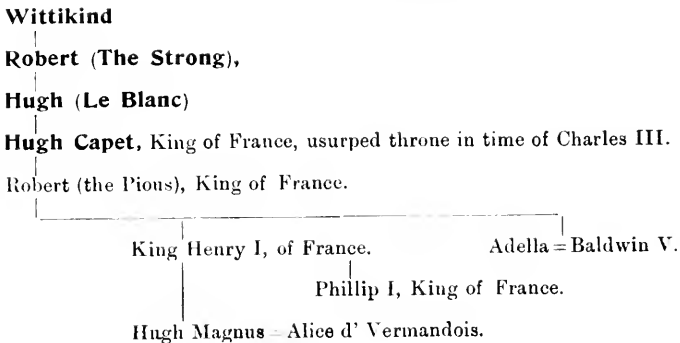 Wittikind
Robert (The Strong),
Hugh (Le Blanc)
Hugh Capet, King of France, usurped throne in time of Charles III.
Robert (the Pious), King of France.
King Henry I, of France. Adella = Baldwin V.
Phillip I, King of France.
Hugh Magnus = Alice d' Vermandois.